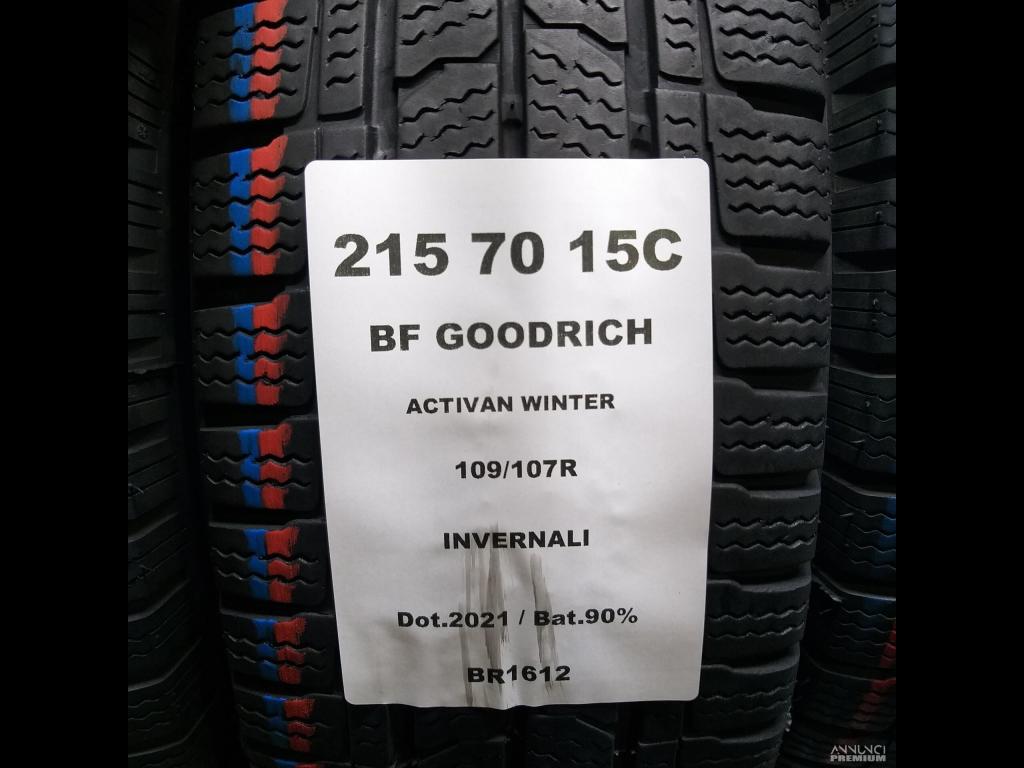 215 70 15C
BF GOODRICH
ACTIVAN WINTER
109/107R
INVERNALI
Dot.2021 / Bat.90%
BR1612
ANNUNCI
PREMIUM